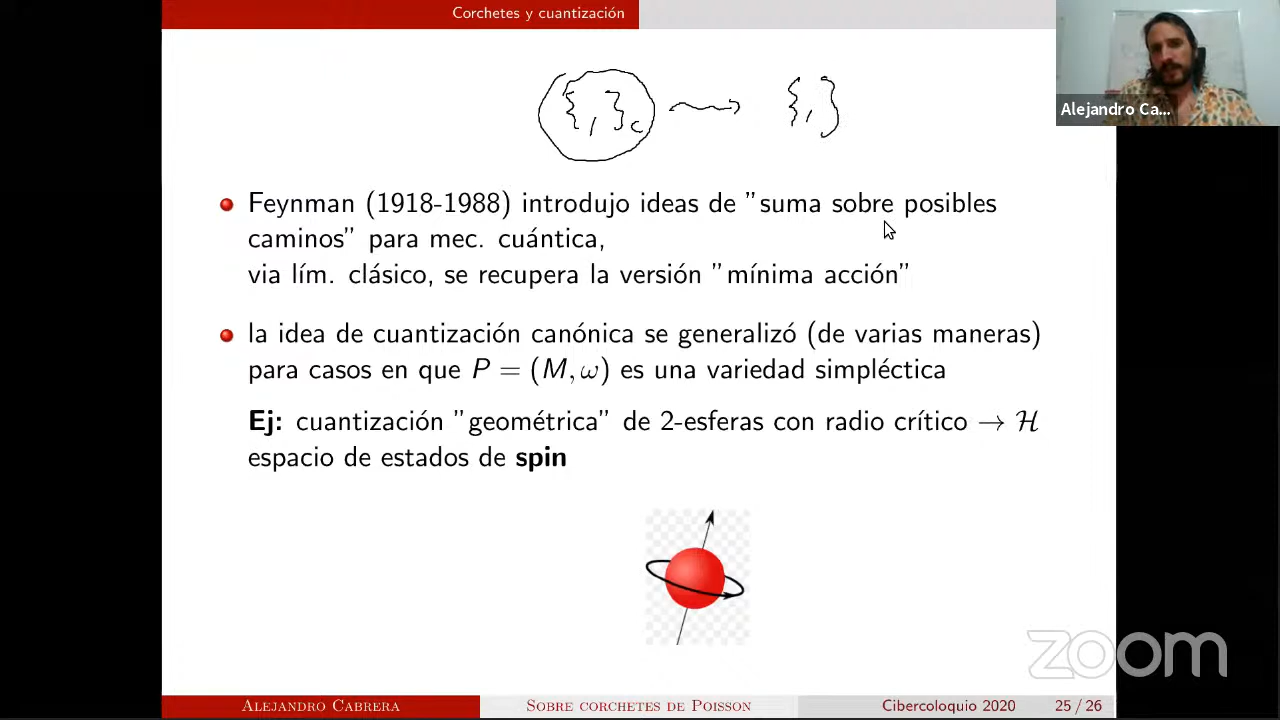 Corchetes y cuantización
{ , }c → { , }
Feynman (1918-1988) introdujo ideas de "suma sobre posibles
caminos" para mec. cuántica,
via lím. clásico, se recupera la versión "mínima acción"
la idea de cuantización canónica se generalizó (de varias maneras)
para casos en que P = (M, ω) es una variedad simpléctica
Ej: cuantización "geométrica" de 2-esferas con radio crítico → ℋ
espacio de estados de spin
Alejandro Ca...
zoom
Alejandro Cabrera
Sobre corchetes de Poisson
Cibercoloquio 2020
25 / 26